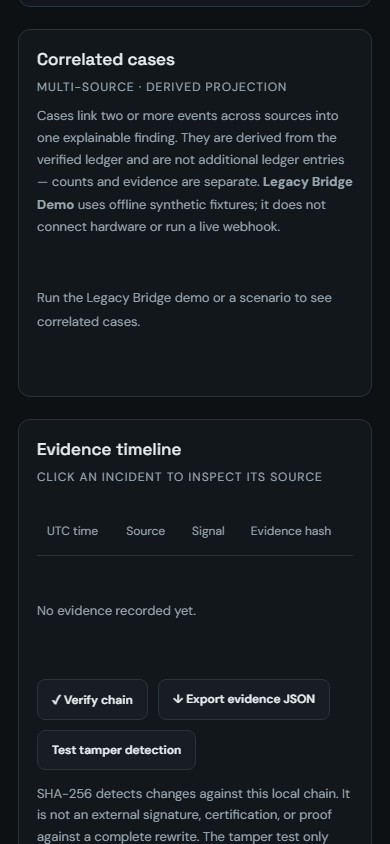 Correlated cases
MULTI-SOURCE · DERIVED PROJECTION
Cases link two or more events across sources into
one explainable finding. They are derived from the
verified ledger and are not additional ledger entries
— counts and evidence are separate. Legacy Bridge
Demo uses offline synthetic fixtures; it does not
connect hardware or run a live webhook.
Run the Legacy Bridge demo or a scenario to see
correlated cases.
Evidence timeline
CLICK AN INCIDENT TO INSPECT ITS SOURCE
UTC time Source Signal Evidence hash
No evidence recorded yet.
✓ Verify chain ↓ Export evidence JSON
Test tamper detection
SHA-256 detects changes against this local chain. It
is not an external signature, certification, or proof
against a complete rewrite. The tamper test only